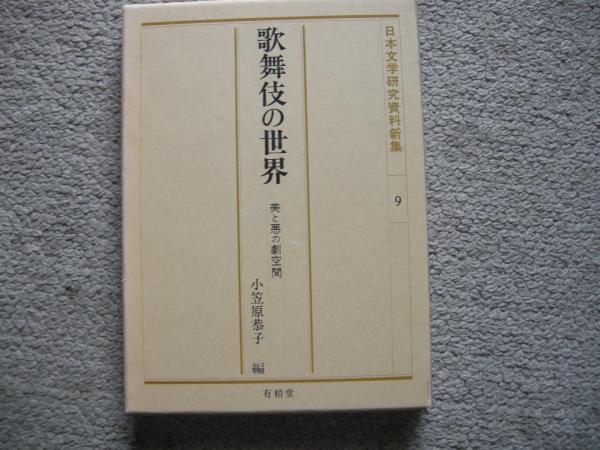 日本文学研究資料新集
9
歌舞伎の世界
美と悪の劇空間
小笠原恭子 編
有精堂